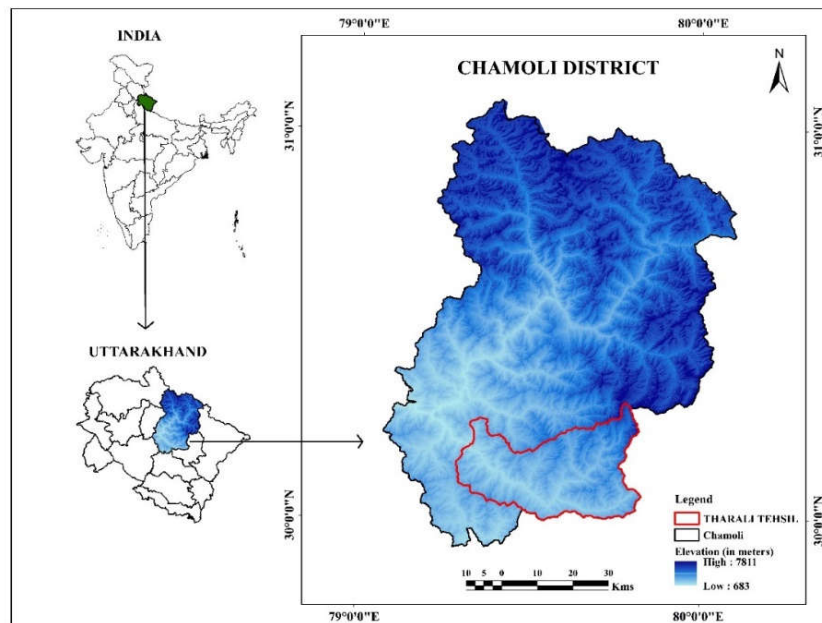 INDIA
UTTARAKHAND
79°0'0"E
80°0'0"E
CHAMOLI DISTRICT
N
31°0'0"N
31°0'0"N
30°0'0"N
30°0'0"N
Legend
THARALI TEHSIL
Chamoli
Elevation (in meters)
High : 7811
Low : 683
10 5 0 10 20 30
Kms
79°0'0"E
80°0'0"E